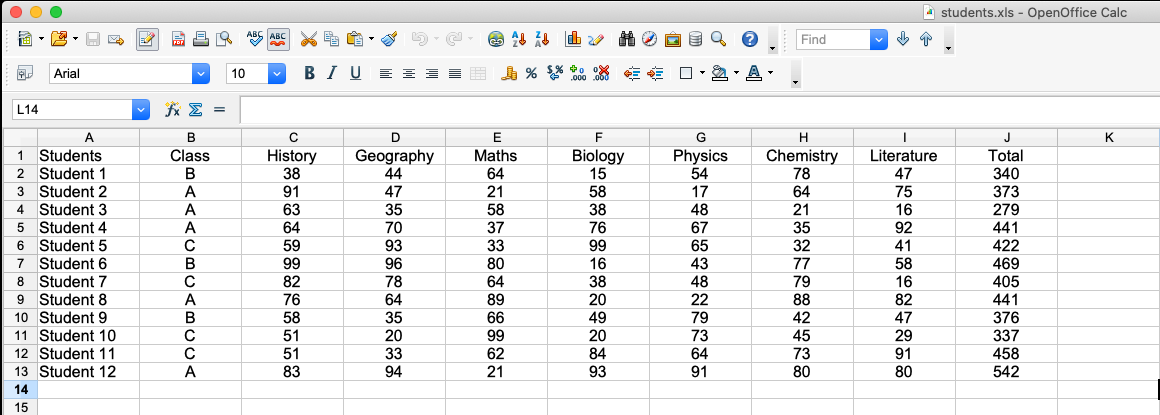 students.xls - OpenOffice Calc
ABC ABC Find
Arial 10 B I U % $% .000 .000 A
L14 fx Σ =
A B C D E F G H I J K
1 Students Class History Geography Maths Biology Physics Chemistry Literature Total
2 Student 1 B 38 44 64 15 54 78 47 340
3 Student 2 A 91 47 21 58 17 64 75 373
4 Student 3 A 63 35 58 38 48 21 16 279
5 Student 4 A 64 70 37 76 67 35 92 441
6 Student 5 C 59 93 33 99 65 32 41 422
7 Student 6 B 99 96 80 16 43 77 58 469
8 Student 7 C 82 78 64 38 48 79 16 405
9 Student 8 A 76 64 89 20 22 88 82 441
10 Student 9 B 58 35 66 49 79 42 47 376
11 Student 10 C 51 20 99 20 73 45 29 337
12 Student 11 C 51 33 62 84 64 73 91 458
13 Student 12 A 83 94 21 93 91 80 80 542
14
15